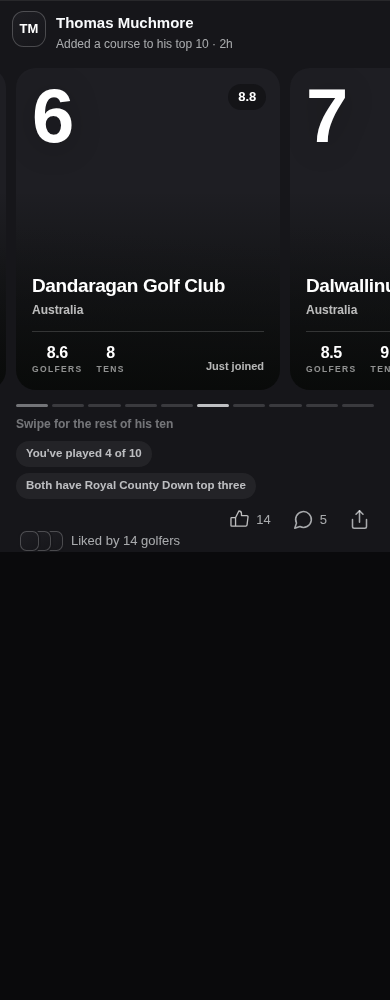 TM
Thomas Muchmore
Added a course to his top 10 · 2h
6
8.8
Dandaragan Golf Club
Australia
8.6
GOLFERS
8
TENS
Just joined
7
Australia
8.5
GOLFERS
Swipe for the rest of his ten
You've played 4 of 10
Both have Royal County Down top three
14
5
Liked by 14 golfers